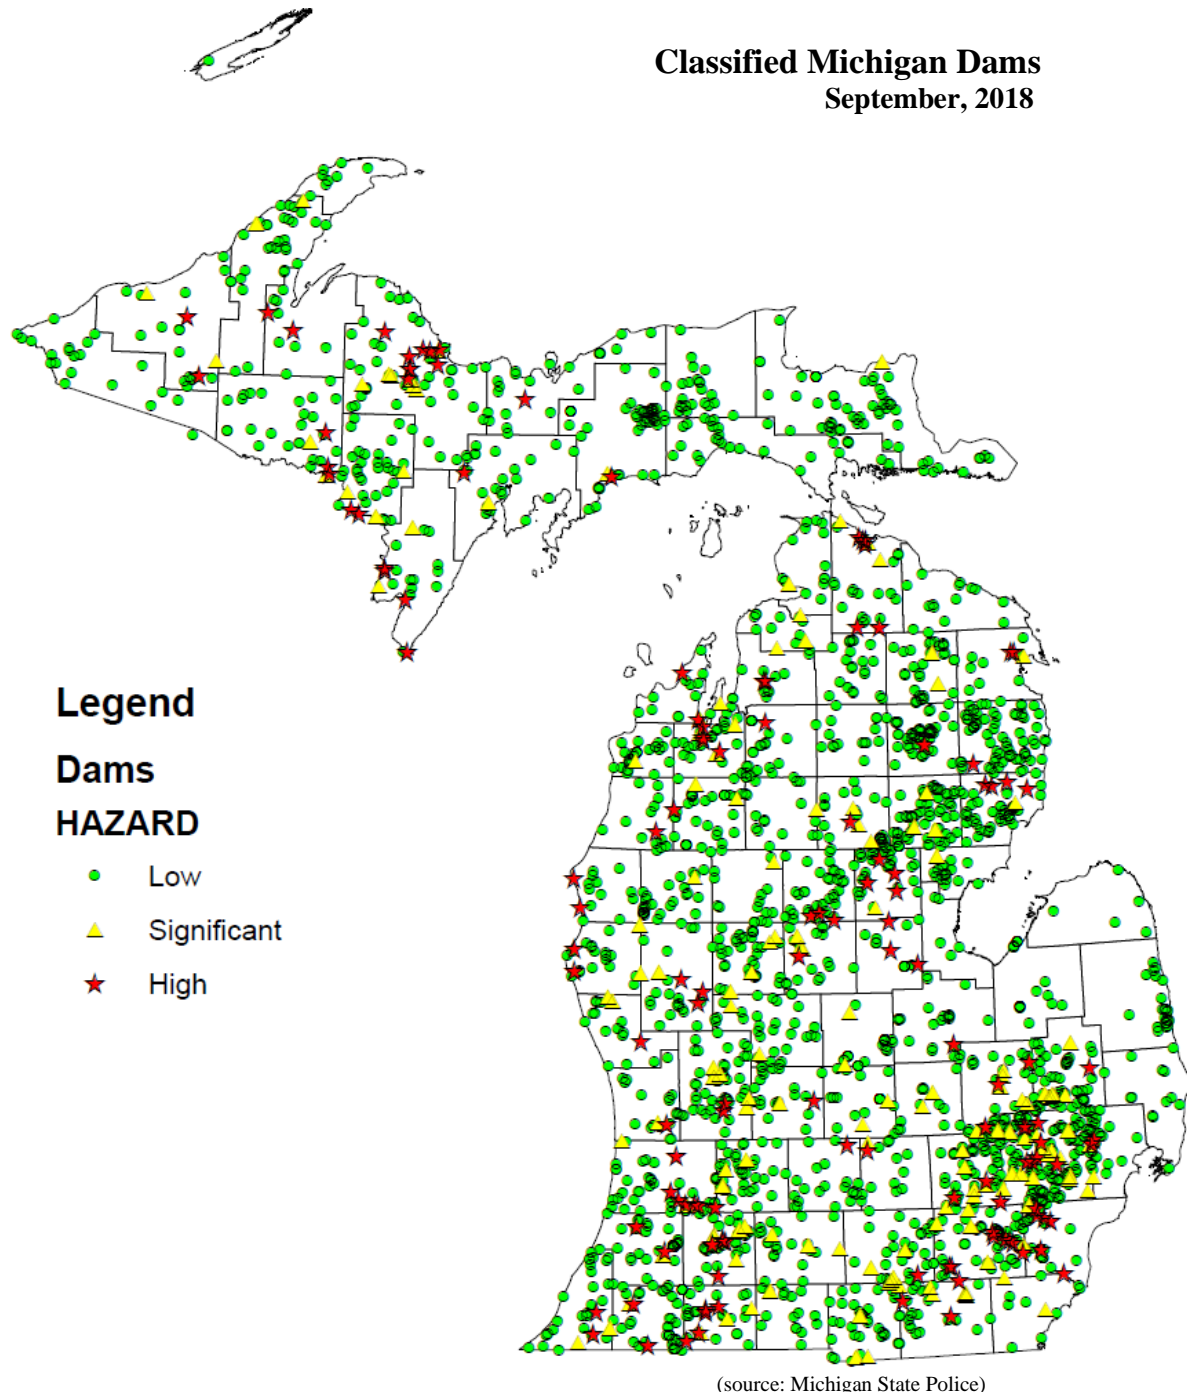 Classified Michigan Dams
September, 2018
Legend
Dams
HAZARD
Low
Significant
High
(source: Michigan State Police)